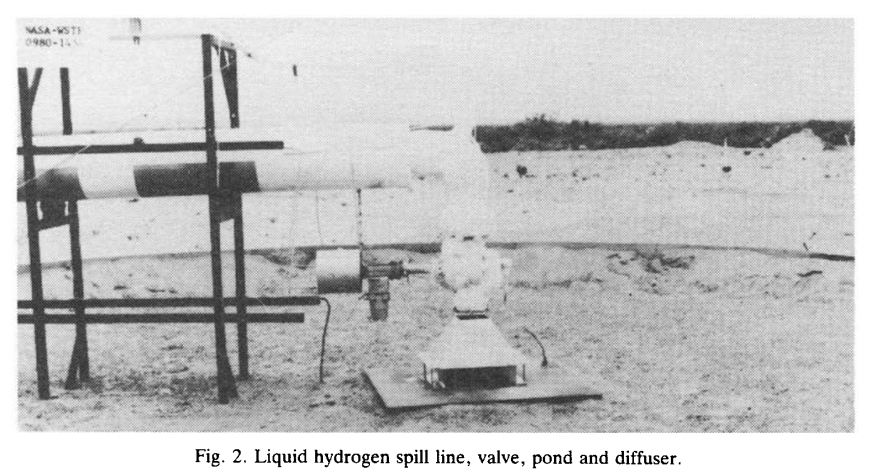 NASA-WSTF
Fig. 2. Liquid hydrogen spill line, valve, pond and diffuser.